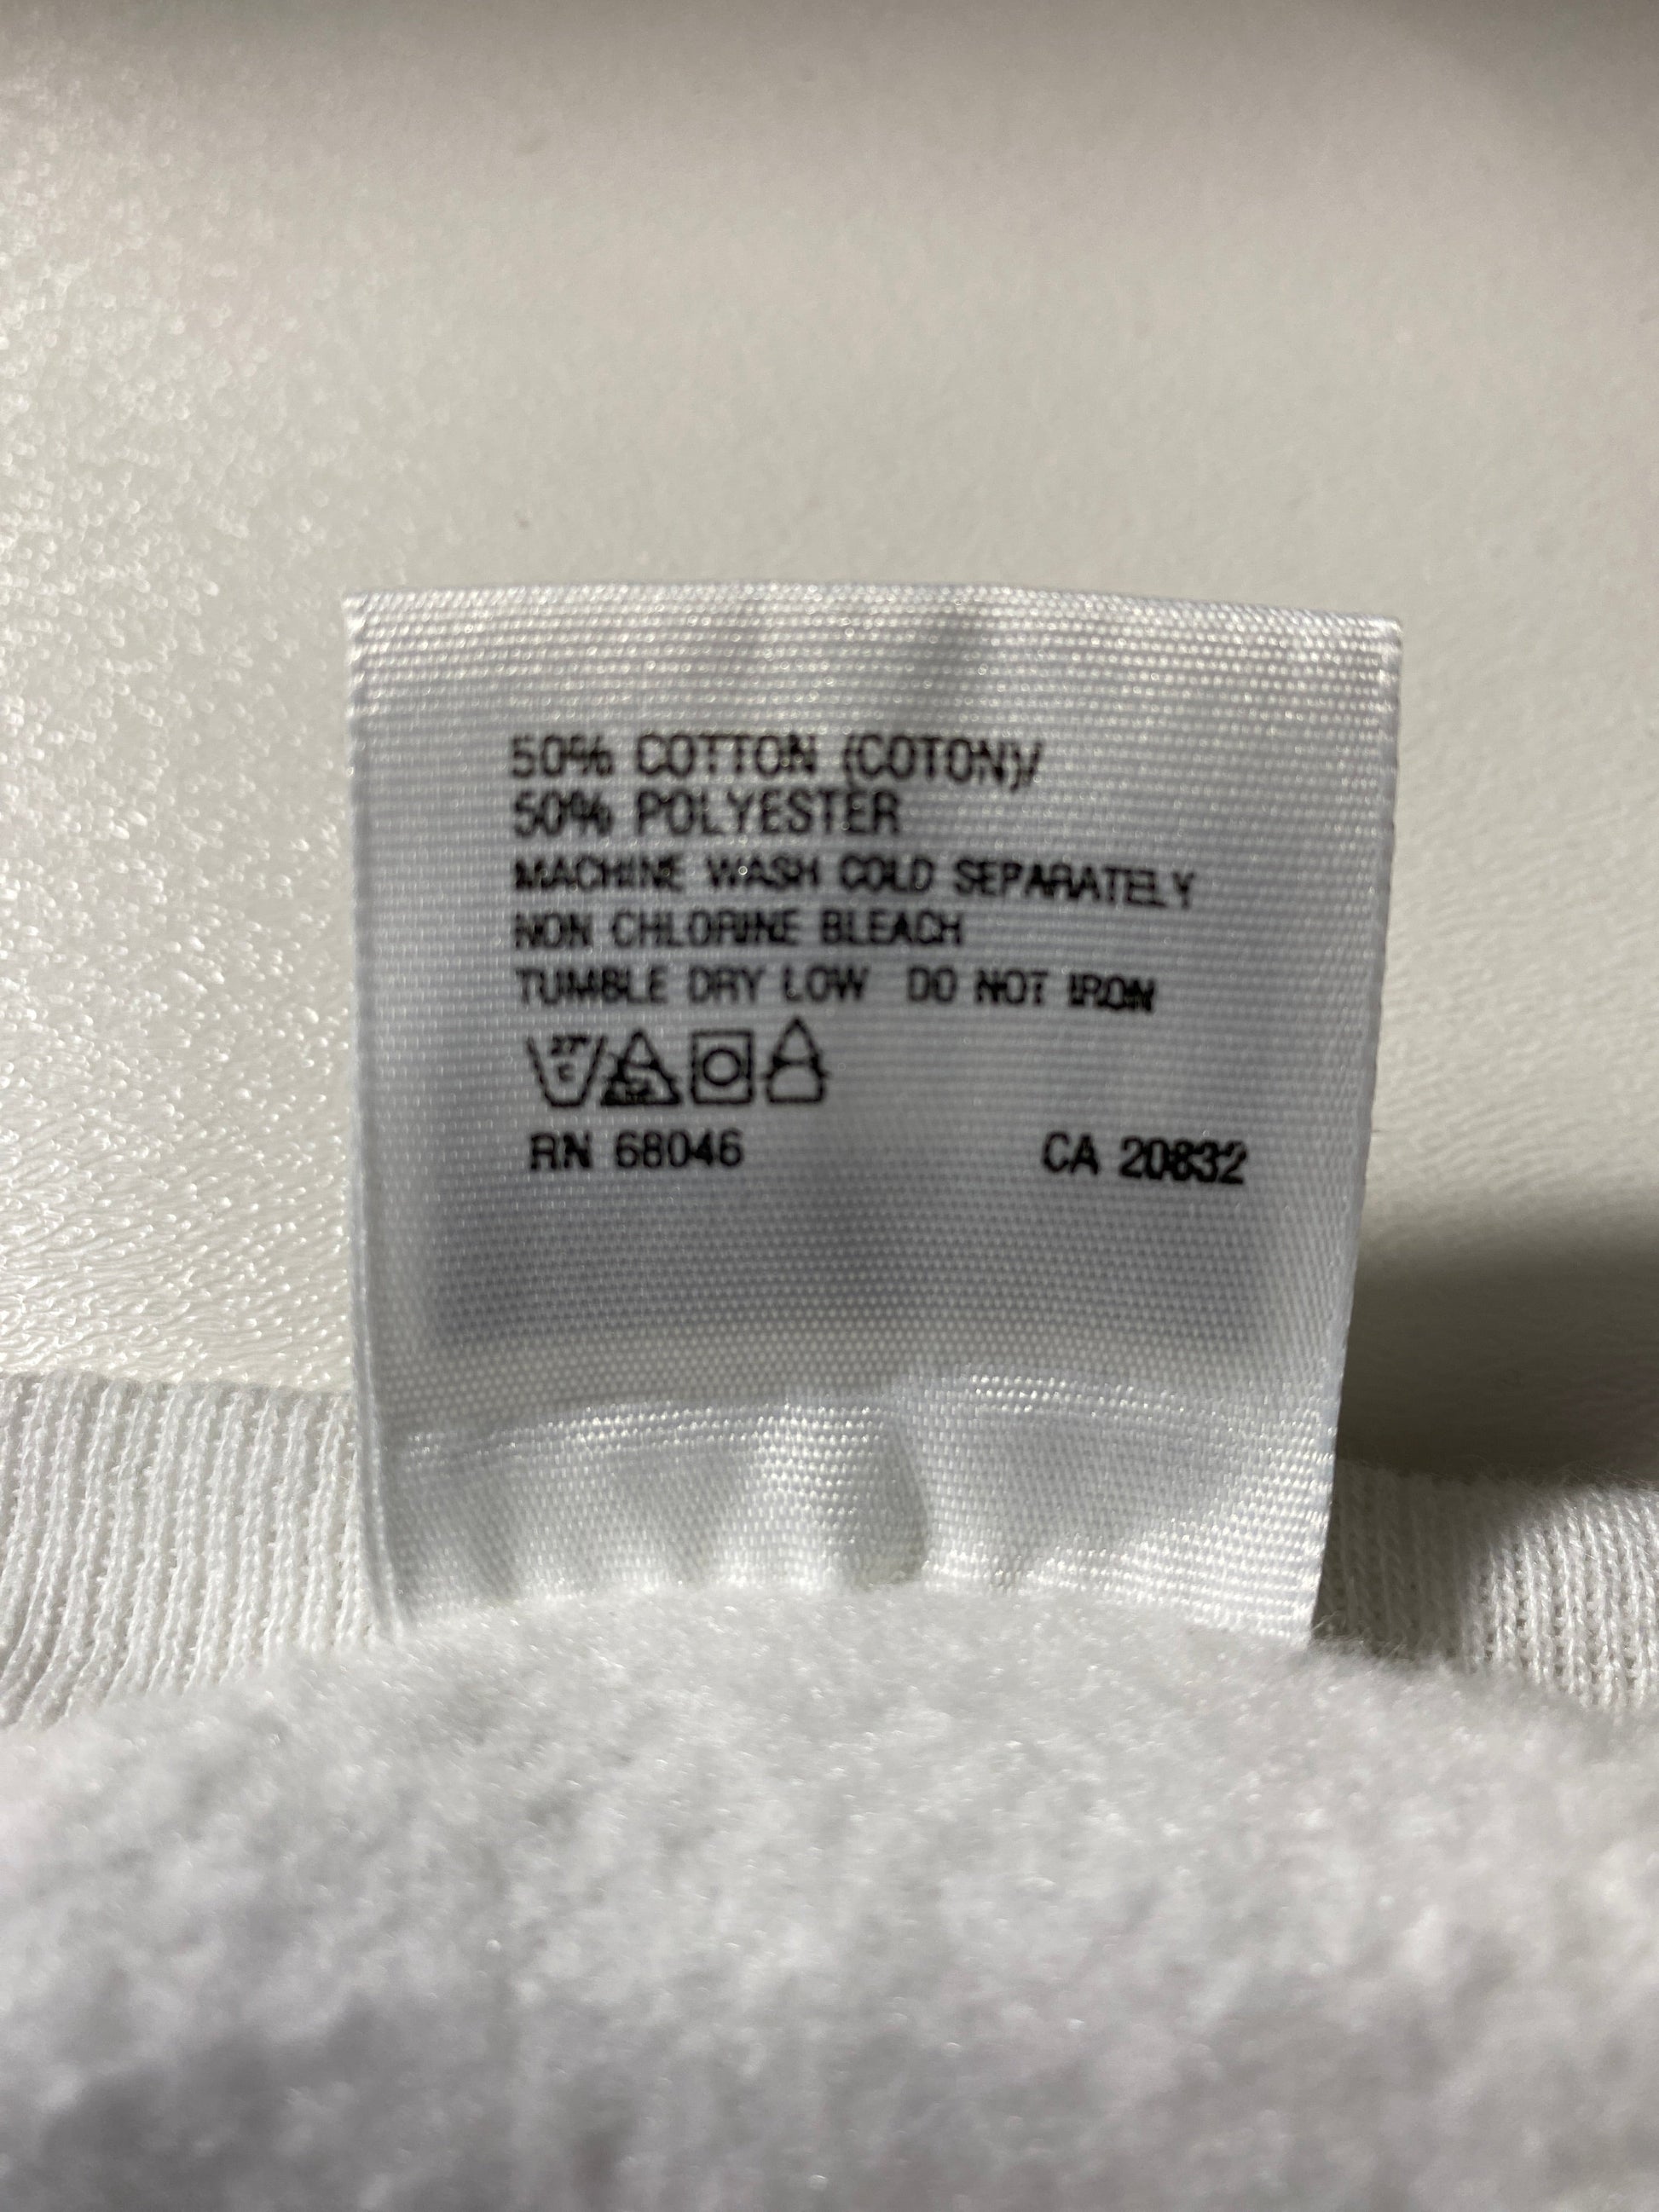 50% COTTON (COTON)/
50% POLYESTER
MACHINE WASH COLD SEPARATELY
NON CHLORINE BLEACH
TUMBLE DRY LOW DO NOT IRON
27° C
RN 68046 CA 20832